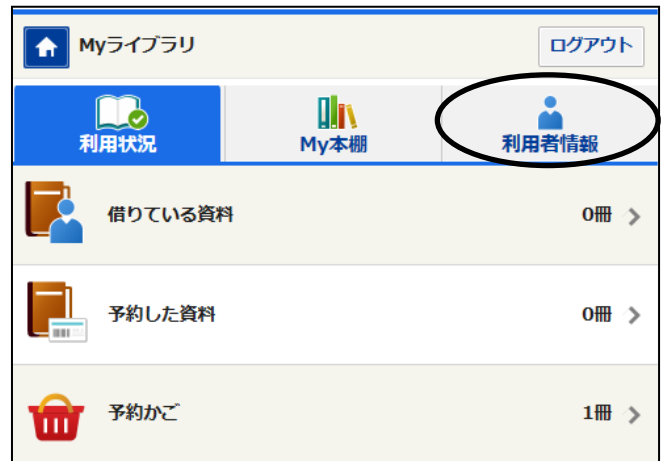 Myライブラリ ログアウト
利用状況 My本棚 利用者情報
借りている資料 0冊
予約した資料 0冊
予約かご 1冊